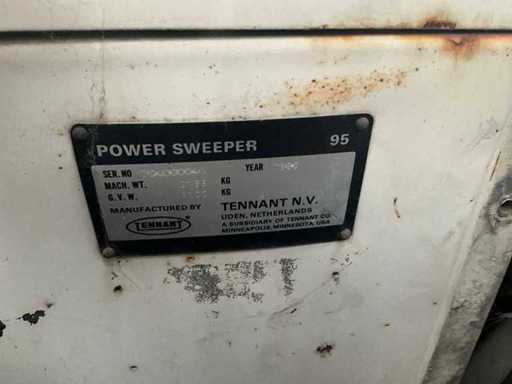 POWER SWEEPER 95
SER. NO YEAR
MACH. WT. KG
G. V. W. KG
MANUFACTURED BY TENNANT N.V.
TENNANT
UDEN, NETHERLANDS
A SUBSIDIARY OF TENNANT CO.
MINNEAPOLIS, MINNESOTA, USA